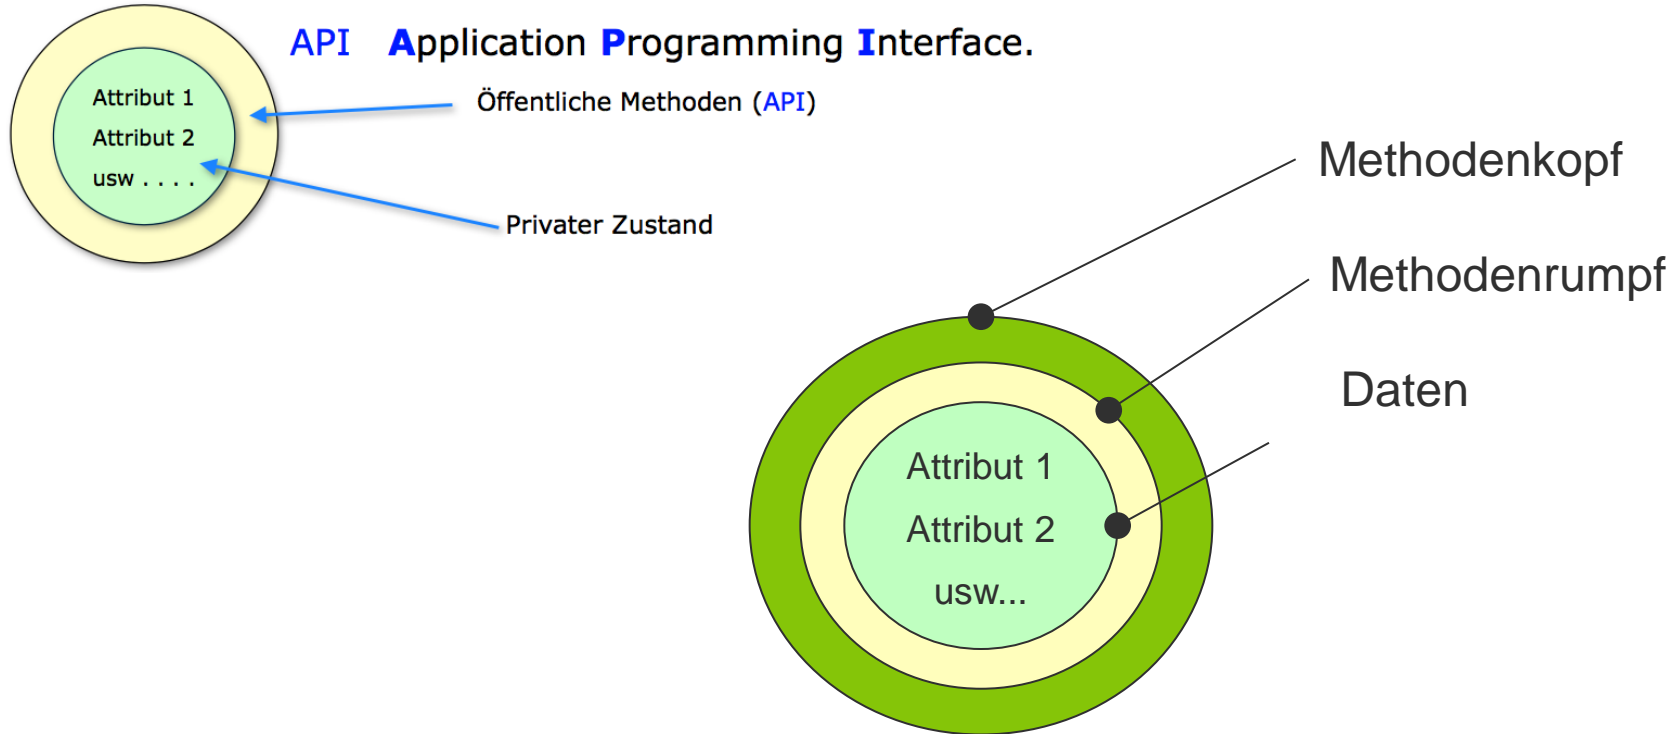 API Application Programming Interface.
Öffentliche Methoden (API)
Attribut 1
Attribut 2
usw . . . .
Privater Zustand
Methodenkopf
Methodenrumpf
Daten
Attribut 1
Attribut 2
usw...